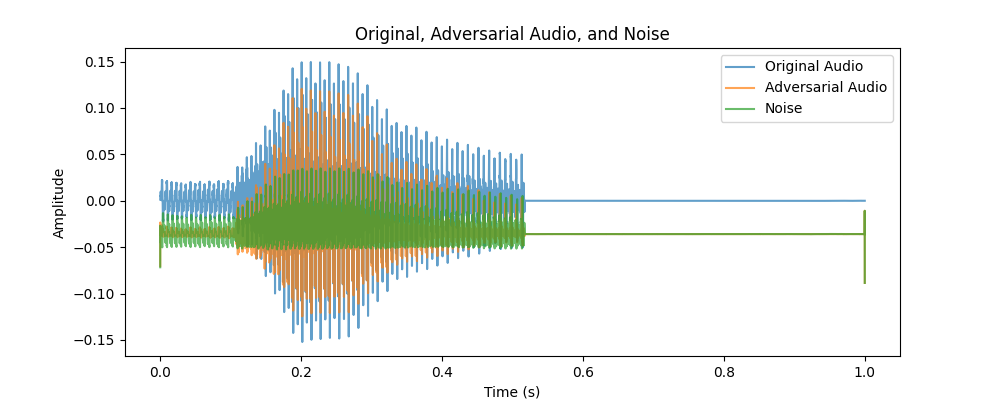 Original, Adversarial Audio, and Noise
Original Audio
Adversarial Audio
Noise
Amplitude
0.15
0.10
0.05
0.00
−0.05
−0.10
−0.15
0.0 0.2 0.4 0.6 0.8 1.0
Time (s)